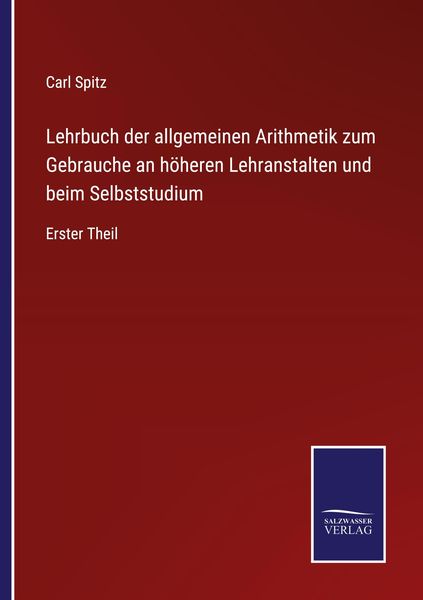 Carl Spitz
Lehrbuch der allgemeinen Arithmetik zum
Gebrauche an höheren Lehranstalten und
beim Selbststudium
Erster Theil
SALZWASSER
VERLAG